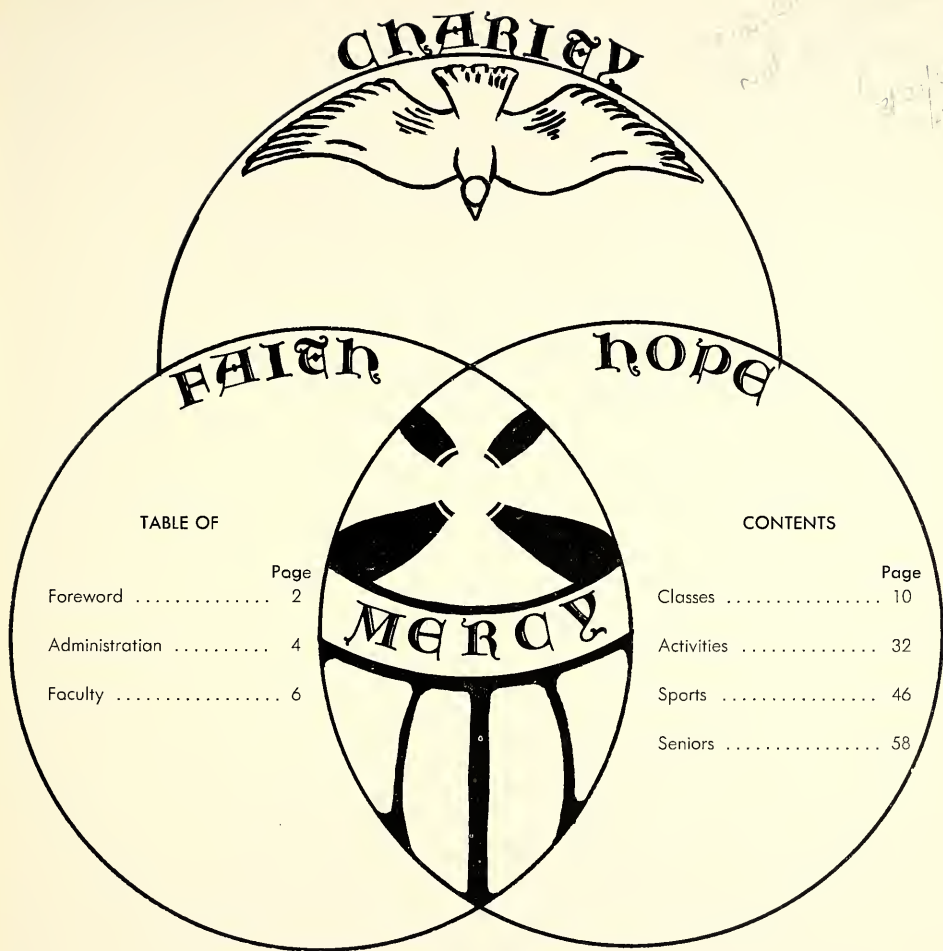 CHARITY
FAITH
HOPE
TABLE OF
Page
Foreword .............. 2
Administration .......... 4
Faculty ................. 6
MERCY
CONTENTS
Page
Classes ............... 10
Activities ............... 32
Sports ................ 46
Seniors ............... 58